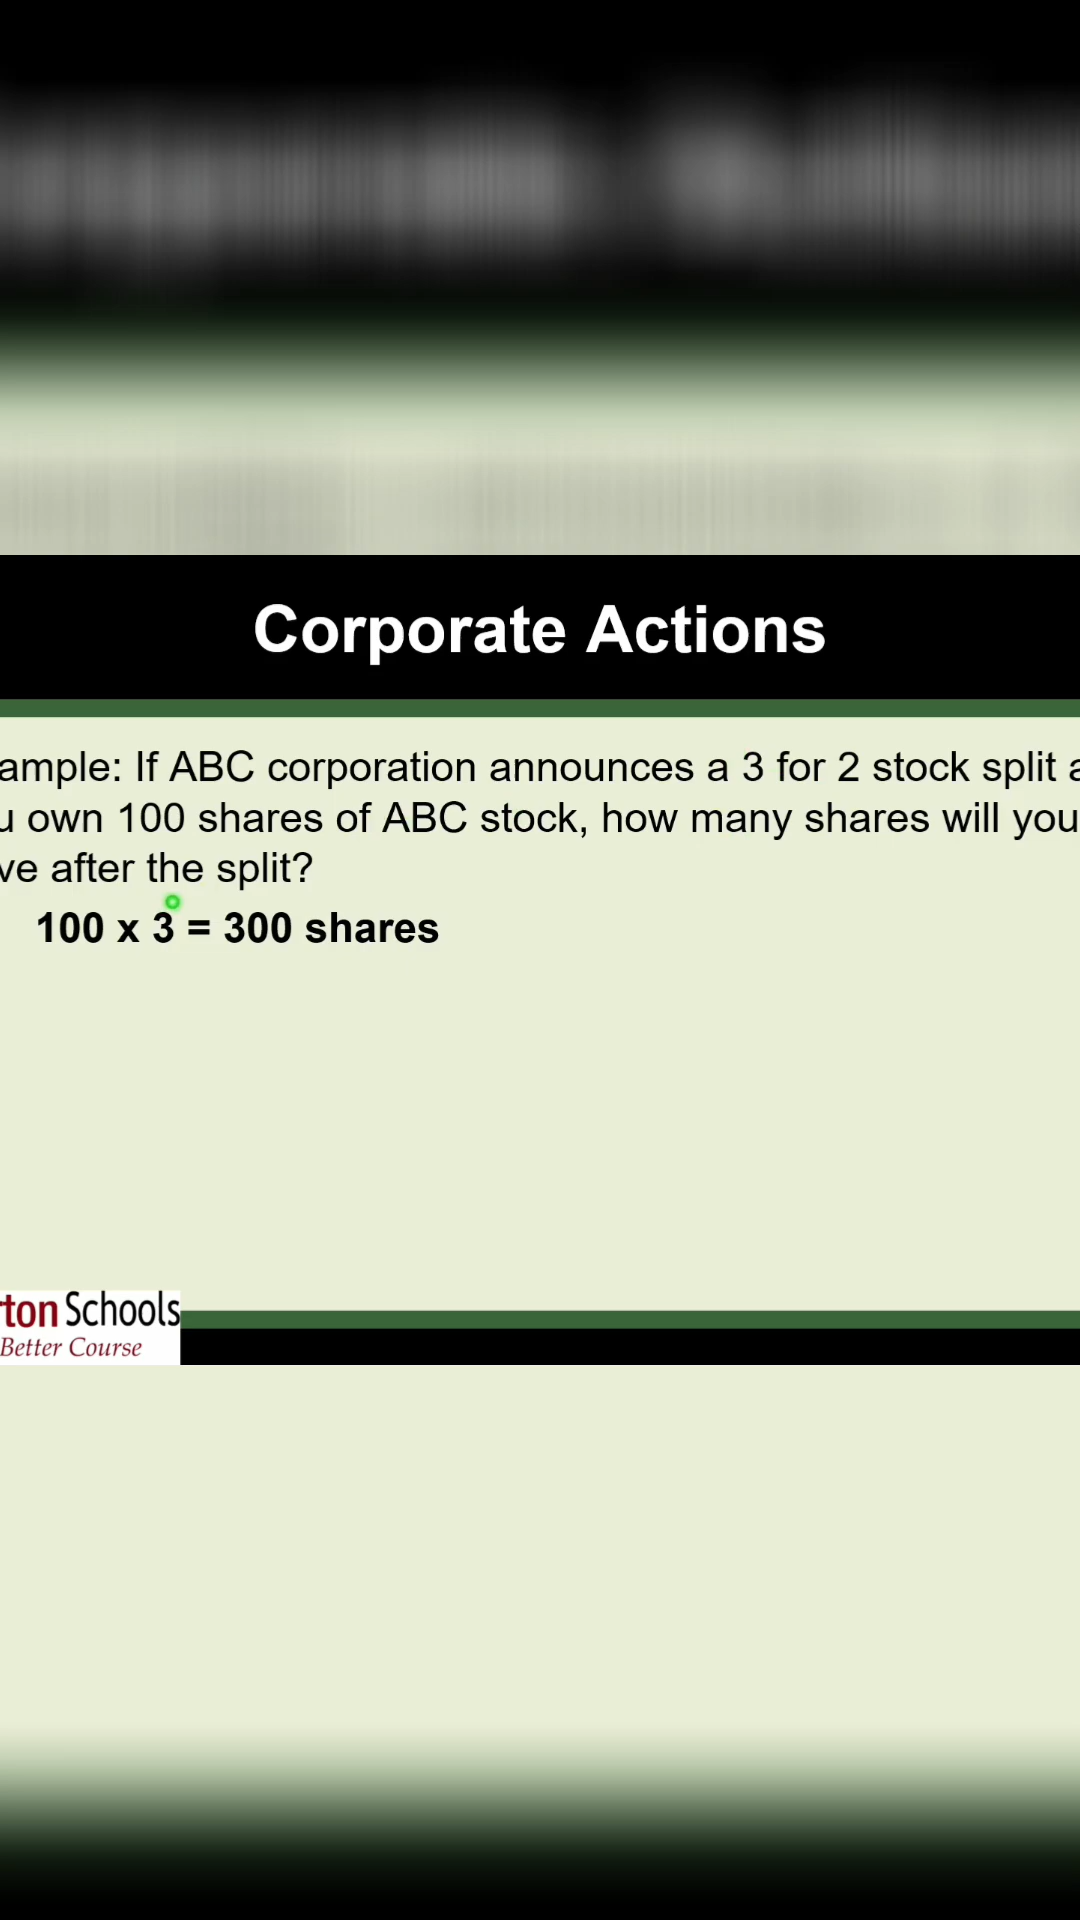 Corporate Actions
ample: If ABC corporation announces a 3 for 2 stock split a
u own 100 shares of ABC stock, how many shares will you
ve after the split?
100 x 3 = 300 shares
rton Schools
Better Course